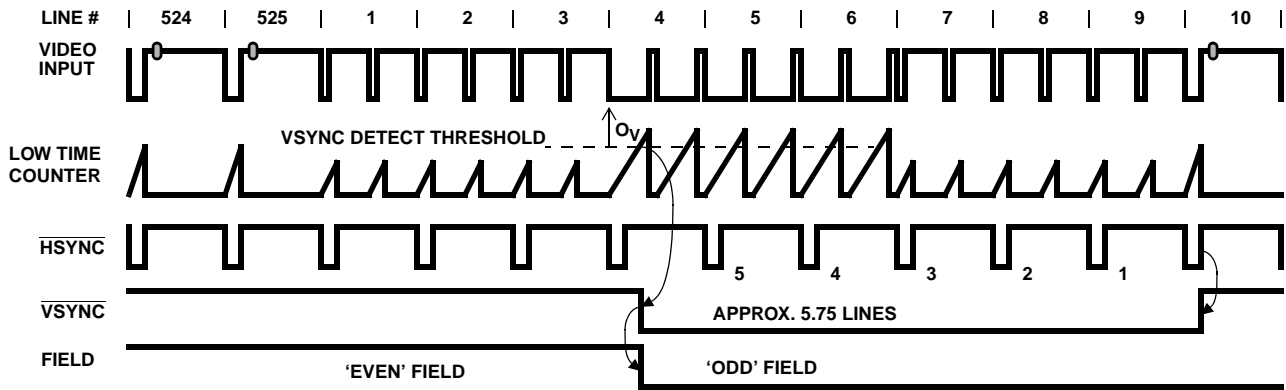 LINE # | 524 | 525 | 1 | 2 | 3 | 4 | 5 | 6 | 7 | 8 | 9 | 10
VIDEO
INPUT
VSYNC DETECT THRESHOLD
OV
LOW TIME
COUNTER
HSYNC
5 4 3 2 1
VSYNC
APPROX. 5.75 LINES
FIELD
‘EVEN’ FIELD
‘ODD’ FIELD